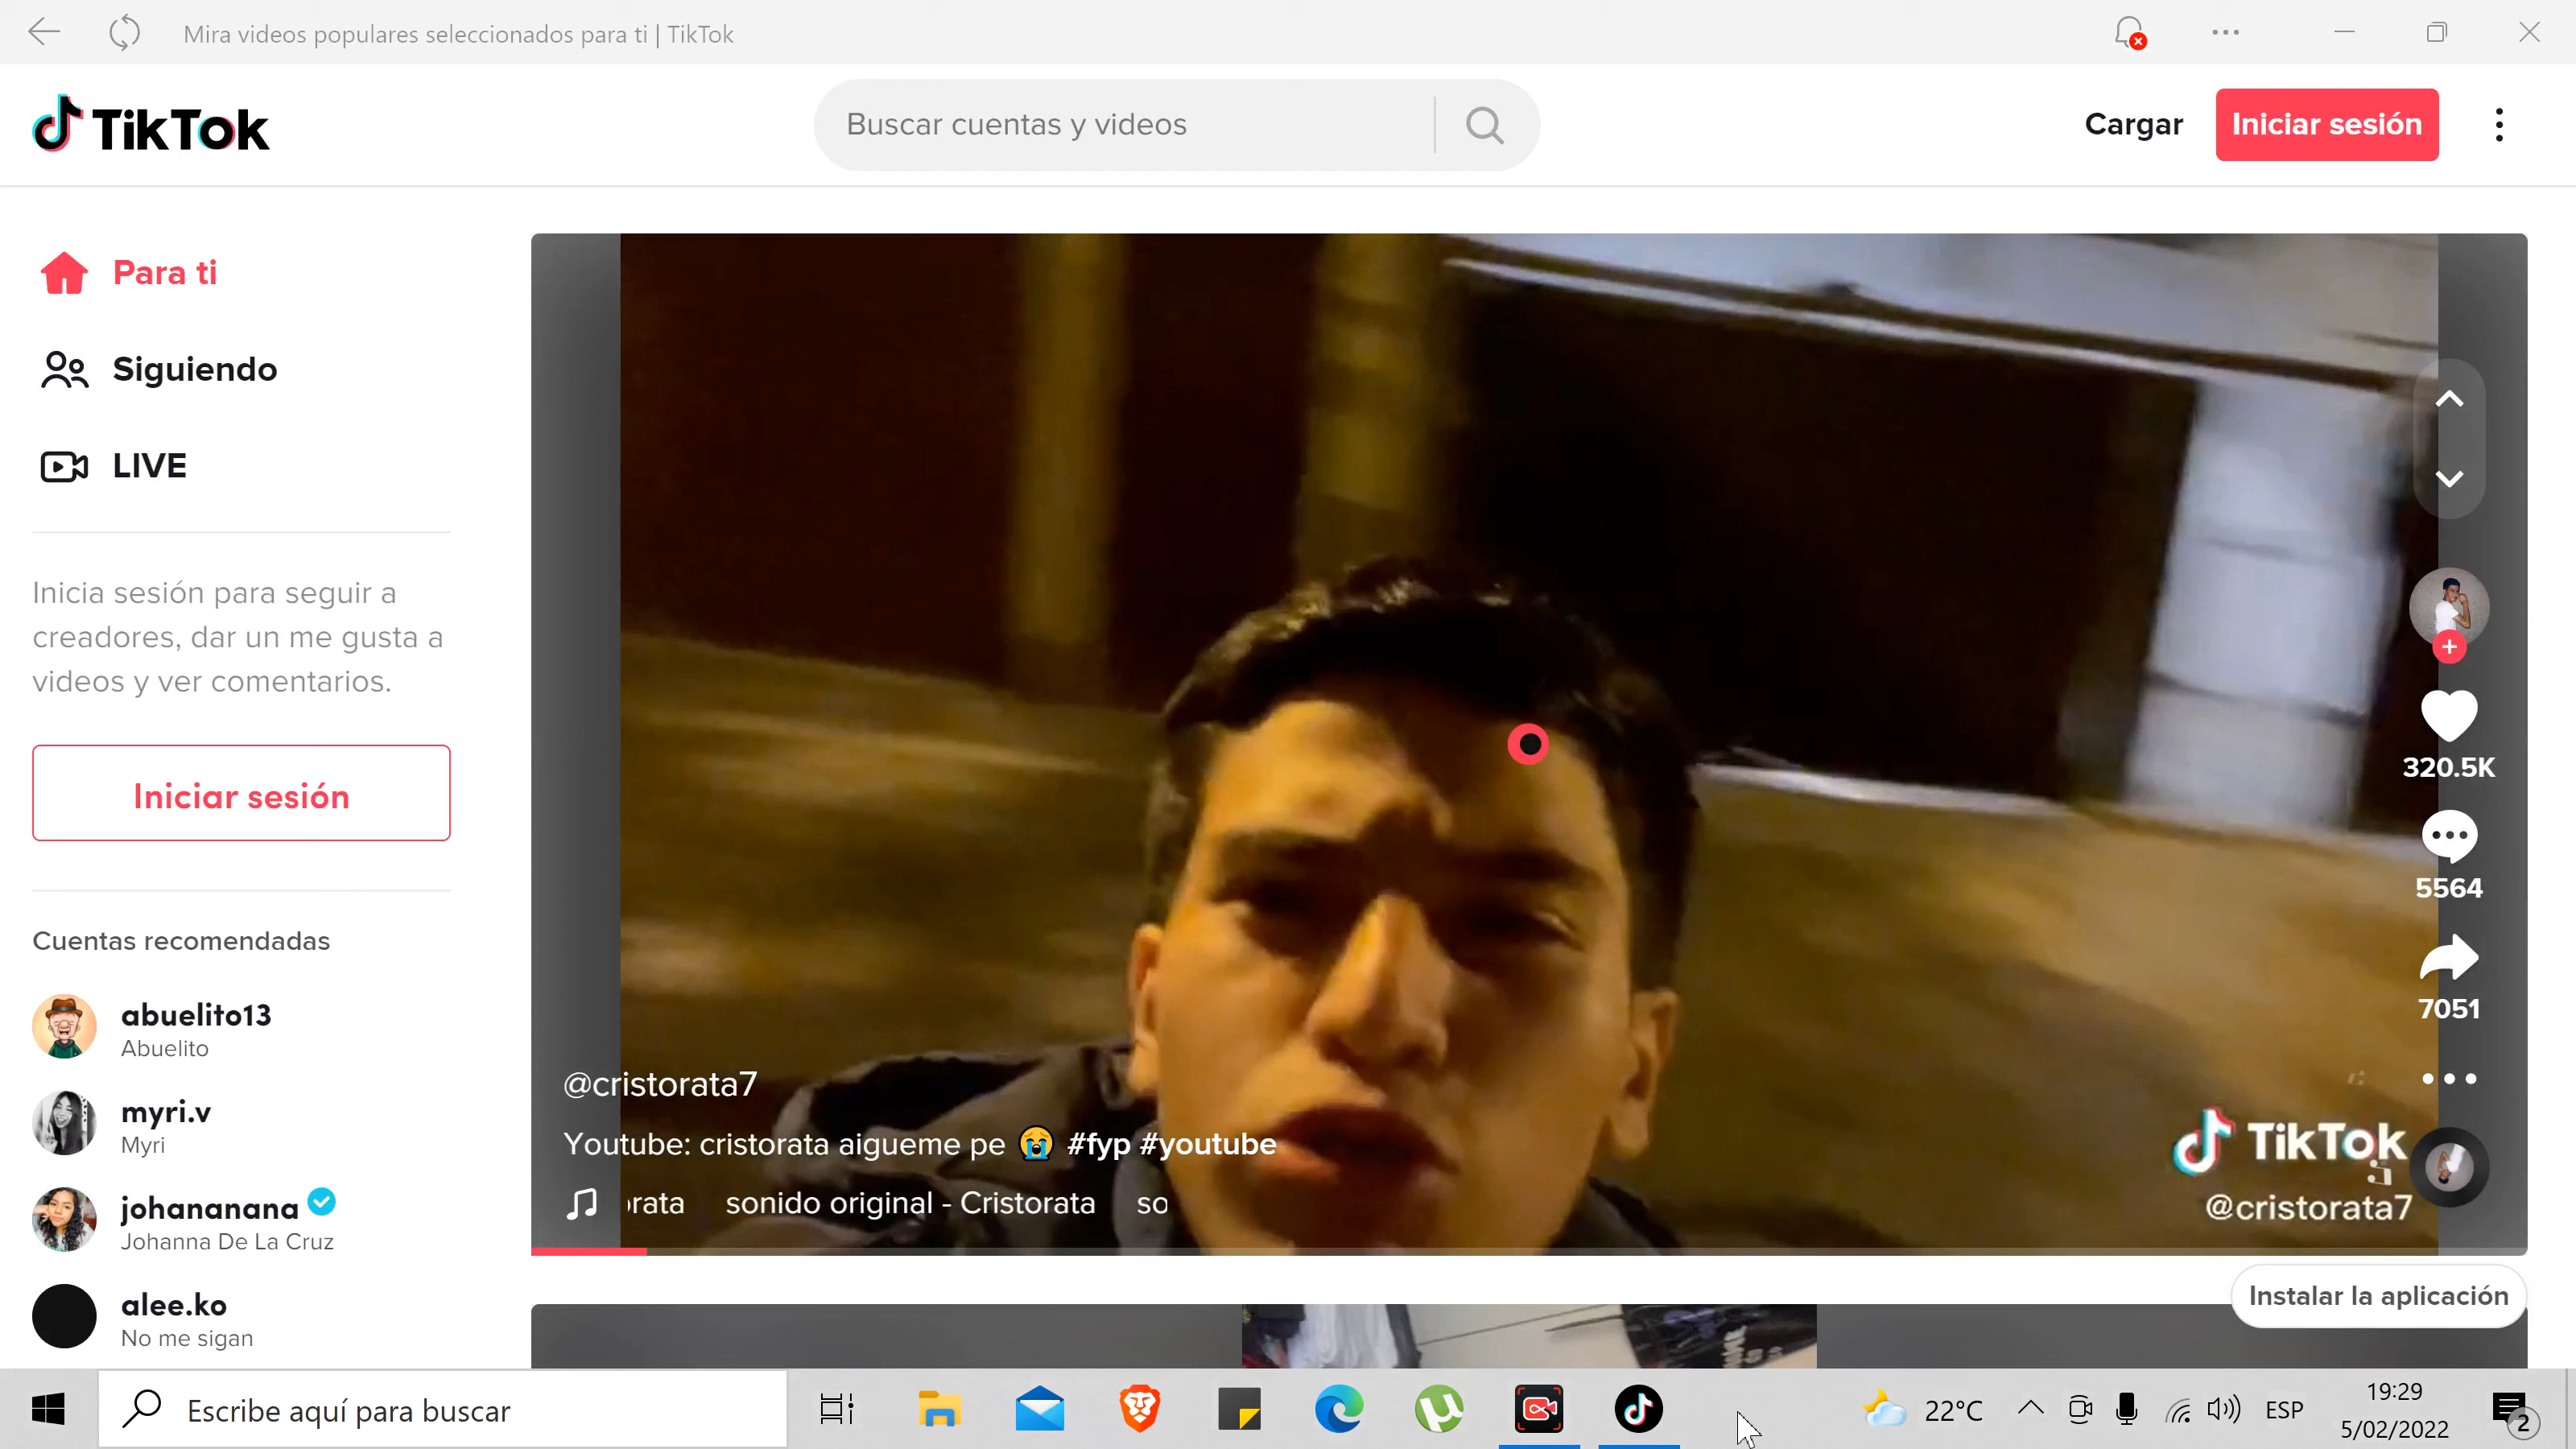 Mira videos populares seleccionados para ti | TikTok
TikTok
Buscar cuentas y videos
Cargar
Iniciar sesión
Para ti
Siguiendo
LIVE
Inicia sesión para seguir a
creadores, dar un me gusta a
videos y ver comentarios.
Iniciar sesión
Cuentas recomendadas
abuelito13
Abuelito
myri.v
Myri
johananana
Johanna De La Cruz
alee.ko
No me sigan
320.5K
5564
7051
@cristorata7
Youtube: cristorata aigueme pe 😭 #fyp #youtube
orata sonido original - Cristorata so
TikTok
@cristorata7
Instalar la aplicación
Escribe aquí para buscar
22°C
ESP
19:29
5/02/2022
2